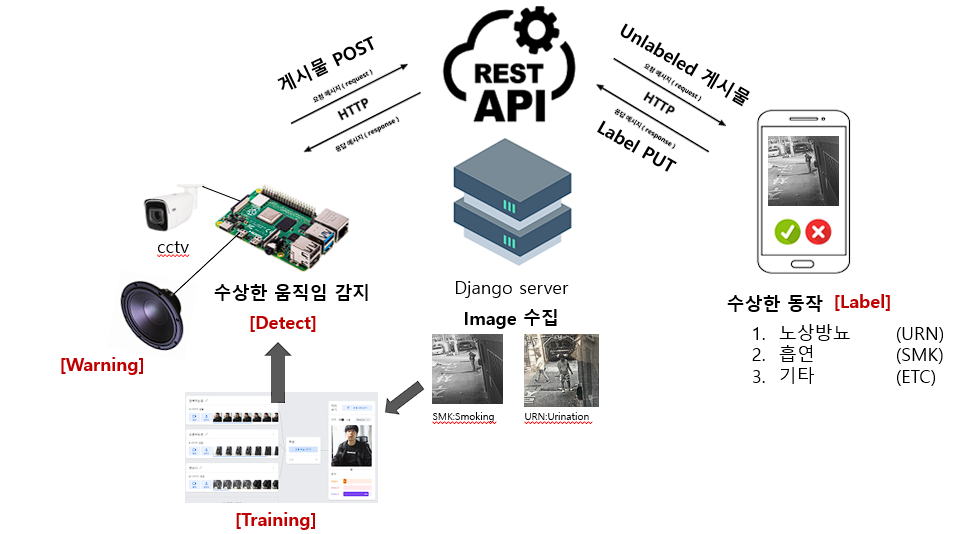 게시물 POST
요청 메시지 ( request )
HTTP
응답 메시지 ( response )
REST
API
Unlabeled 게시물
요청 메시지 ( request )
HTTP
응답 메시지 ( response )
Label PUT
cctv
수상한 움직임 감지
[Detect]
[Warning]
Django server
Image 수집
SMK:Smoking
URN:Urination
수상한 동작 [Label]
1. 노상방뇨 (URN)
2. 흡연 (SMK)
3. 기타 (ETC)
[Training]